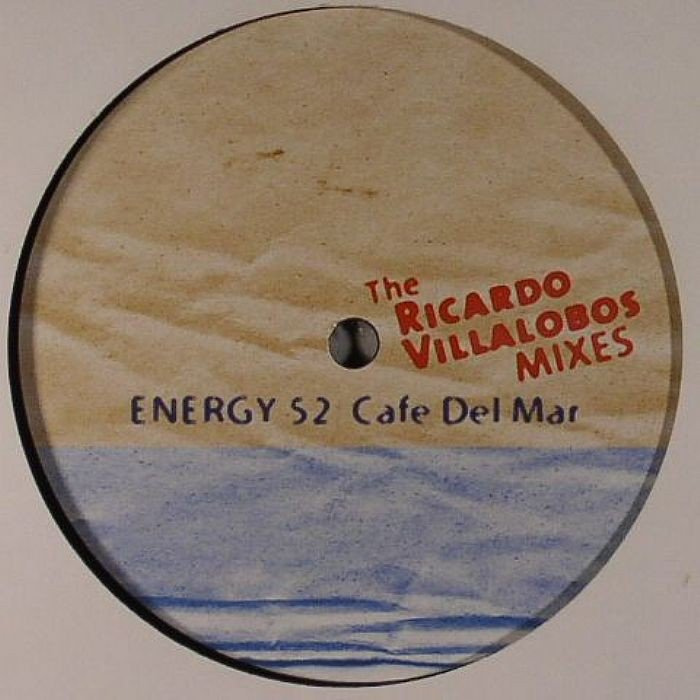 The
RICARDO
VILLALOBOS
MIXES
ENERGY 52 Cafe Del Mar